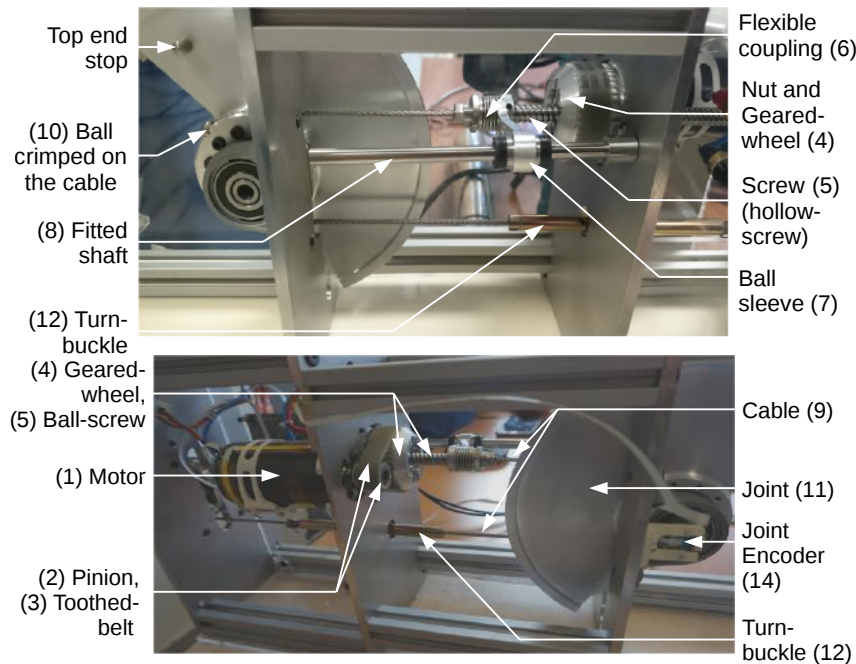 Top end
stop
(10) Ball
crimped on
the cable
(8) Fitted
shaft
(12) Turn-
buckle
Flexible
coupling (6)
Nut and
Geared-
wheel (4)
Screw (5)
(hollow-
screw)
Ball
sleeve (7)
(4) Geared-
wheel,
(5) Ball-screw
(1) Motor
(2) Pinion,
(3) Toothed-
belt
Cable (9)
Joint (11)
Joint
Encoder
(14)
Turn-
buckle (12)